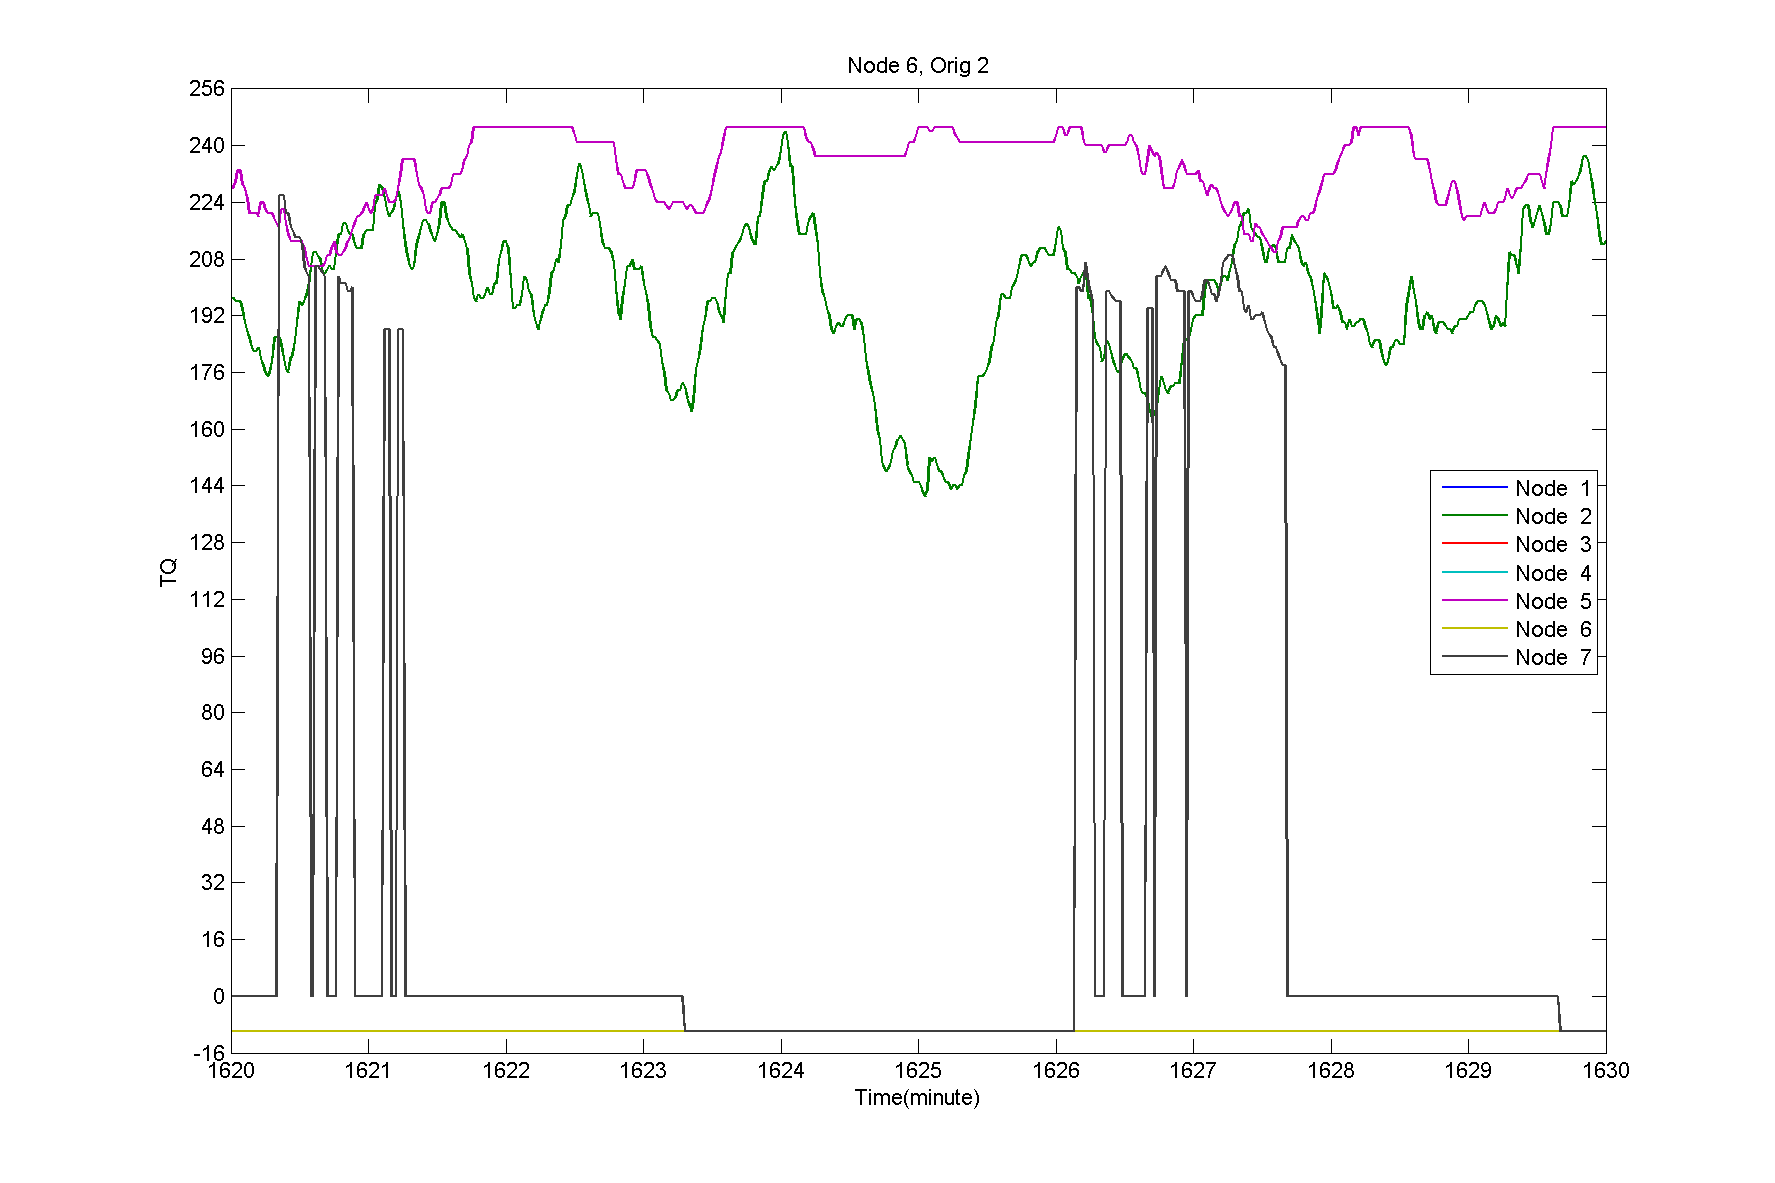 Node 6, Orig 2
256
240
224
208
192
176
160
144
128
112
96
80
64
48
32
16
0
-16
TQ
Node 1
Node 2
Node 3
Node 4
Node 5
Node 6
Node 7
1620 1621 1622 1623 1624 1625 1626 1627 1628 1629 1630
Time(minute)